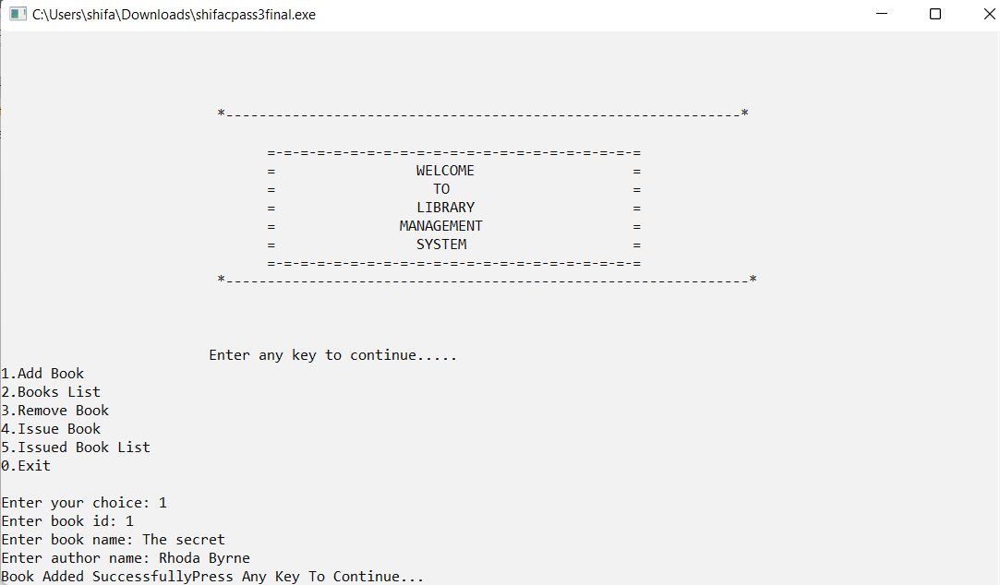 C:\Users\shifa\Downloads\shifacpass3final.exe
*--------------------------------------------------------------*
=-=-=-=-=-=-=-=-=-=-=-=-=-=-=-=-=-=-=-=-=-=-=
= WELCOME =
= TO =
= LIBRARY =
= MANAGEMENT =
= SYSTEM =
=-=-=-=-=-=-=-=-=-=-=-=-=-=-=-=-=-=-=-=-=-=-=
*---------------------------------------------------------------*
Enter any key to continue.....
1.Add Book
2.Books List
3.Remove Book
4.Issue Book
5.Issued Book List
0.Exit
Enter your choice: 1
Enter book id: 1
Enter book name: The secret
Enter author name: Rhoda Byrne
Book Added SuccessfullyPress Any Key To Continue...